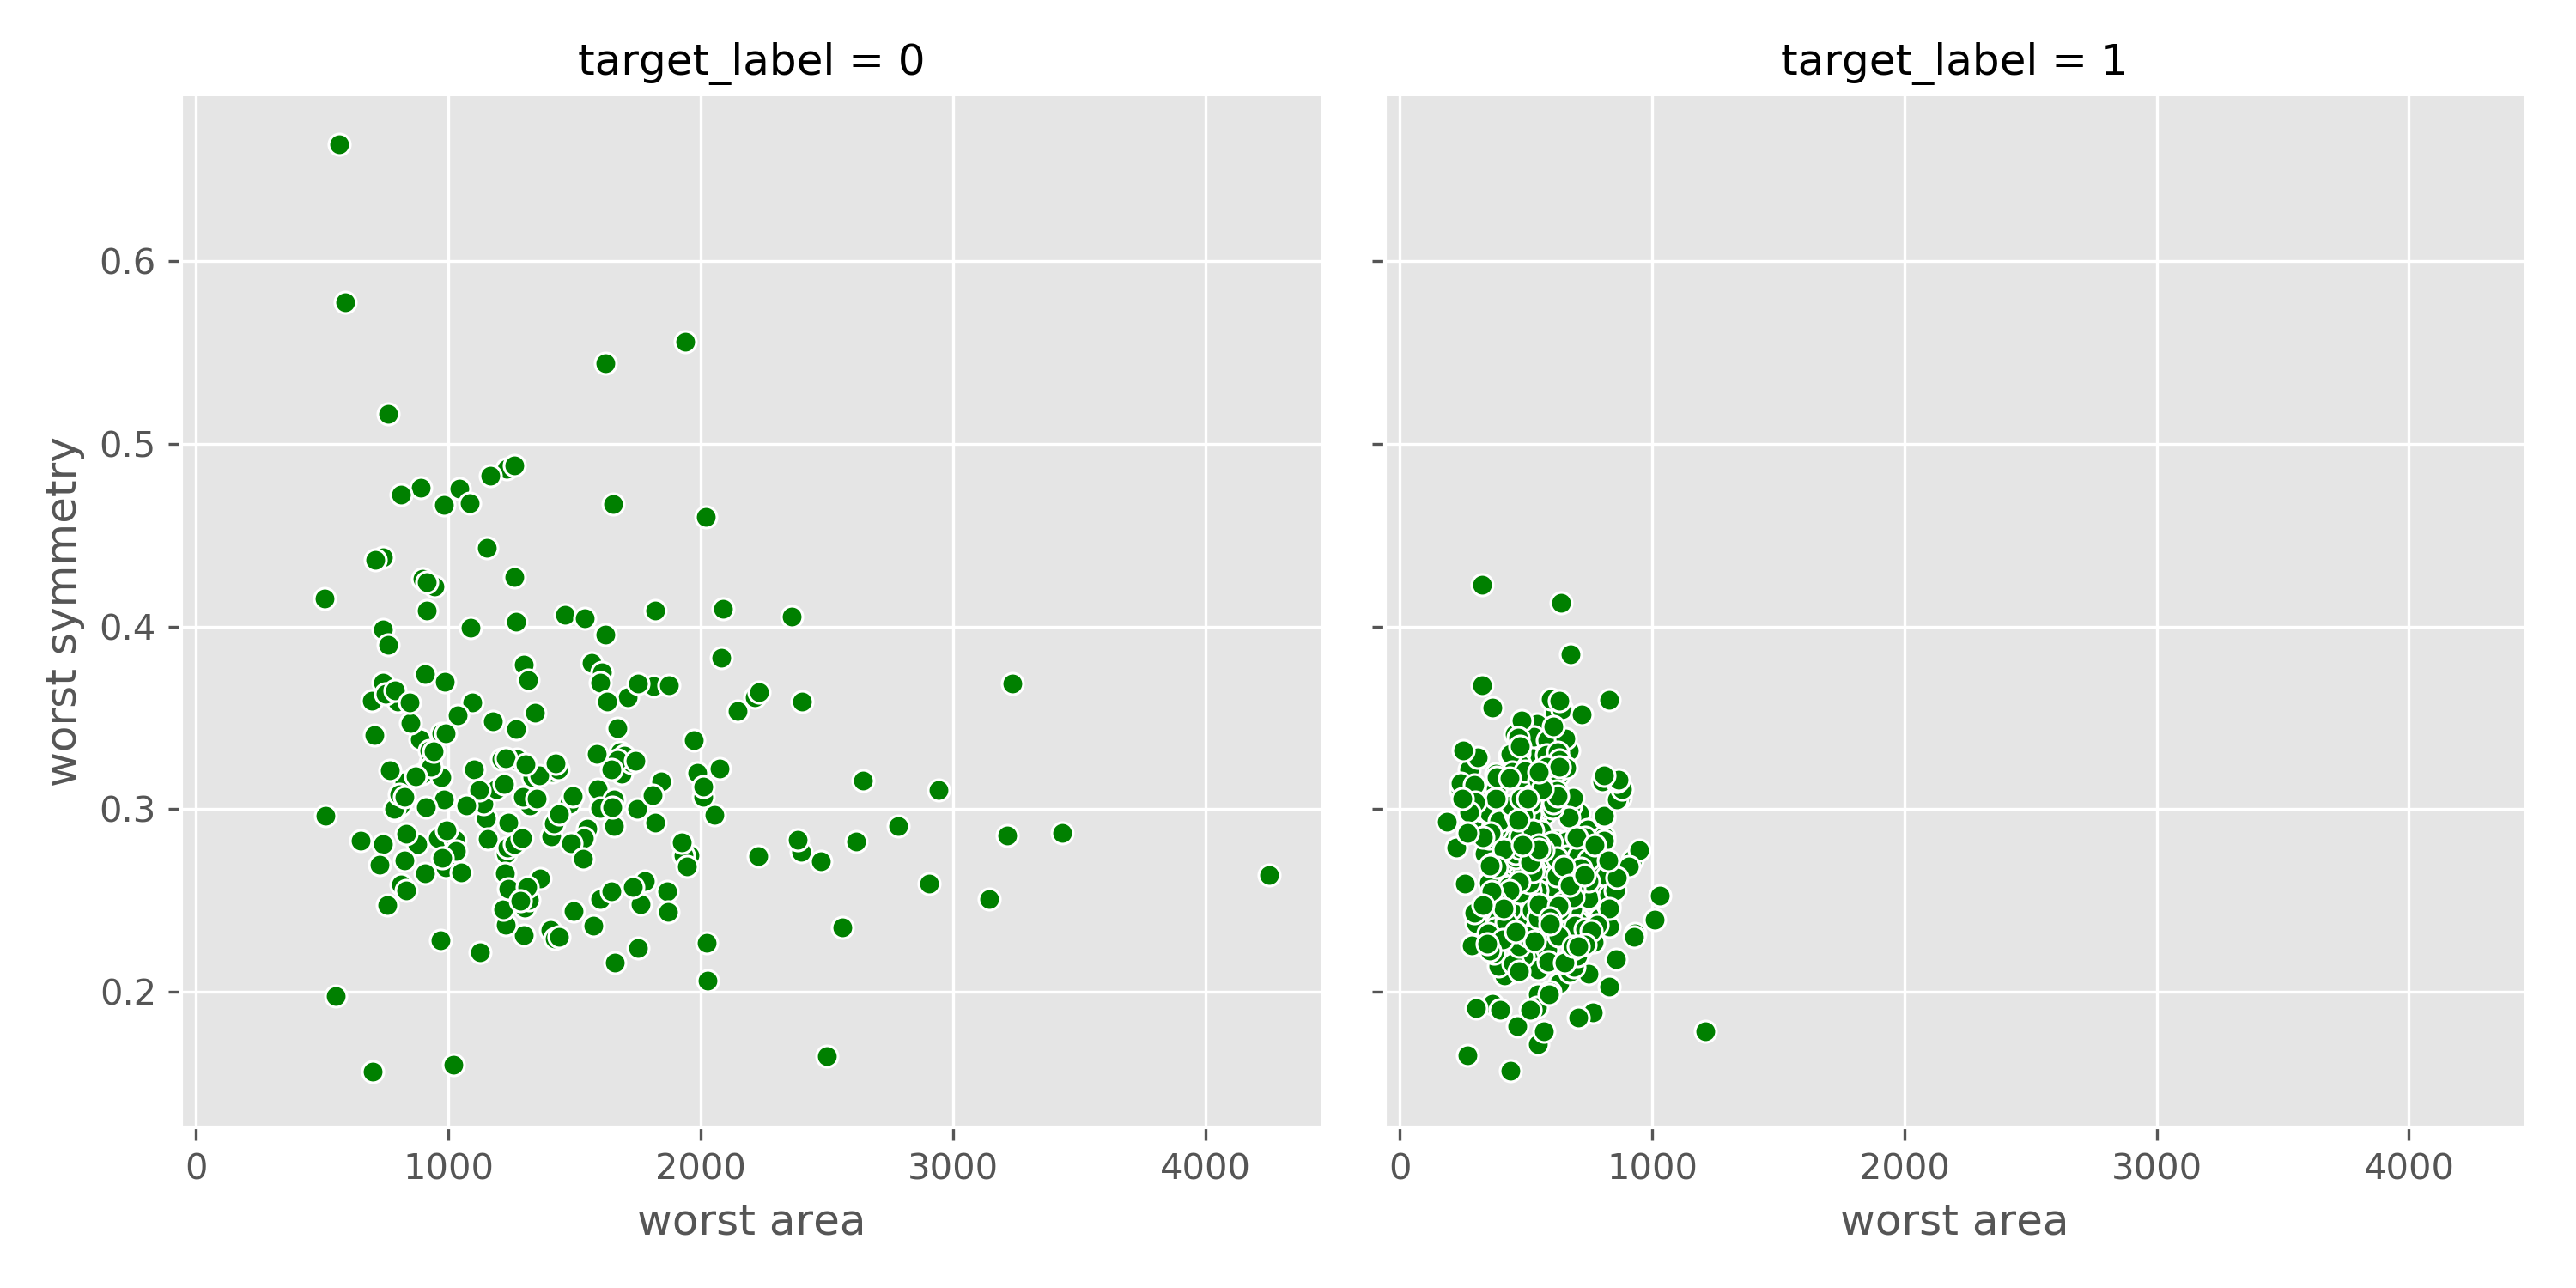 target_label = 0
target_label = 1
0.6
0.5
0.4
0.3
0.2
worst symmetry
0 1000 2000 3000 4000
0 1000 2000 3000 4000
worst area
worst area